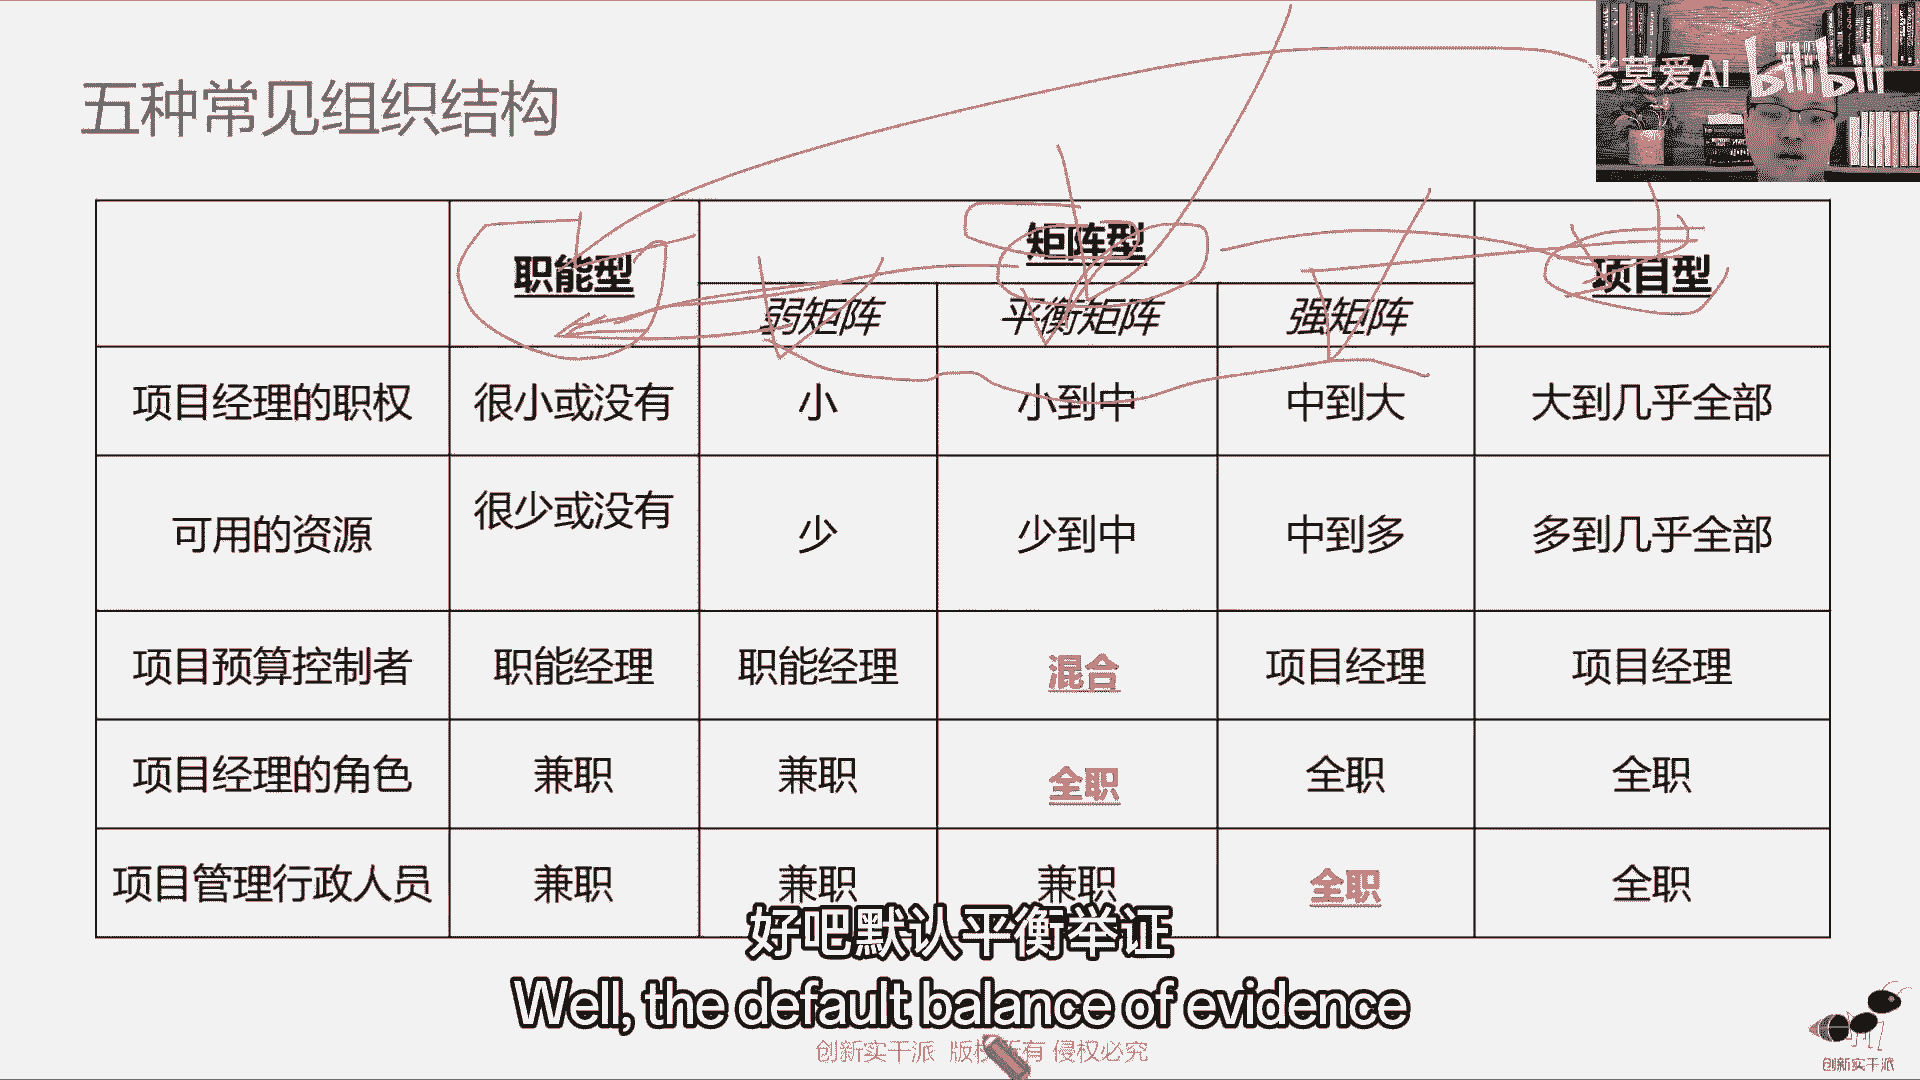 五种常见组织结构
老莫爱AI bilibili
职能型 矩阵型 项目型
弱矩阵 平衡矩阵 强矩阵
项目经理的职权 很小或没有 小 小到中 中到大 大到几乎全部
可用的资源 很少或没有 少 少到中 中到多 多到几乎全部
项目预算控制者 职能经理 职能经理 混合 项目经理 项目经理
项目经理的角色 兼职 兼职 全职 全职 全职
项目管理行政人员 兼职 兼职 兼职 全职 全职
好吧默认平衡举证
Well, the default balance of evidence
创新实干派 版权所有 侵权必究
创新实干派